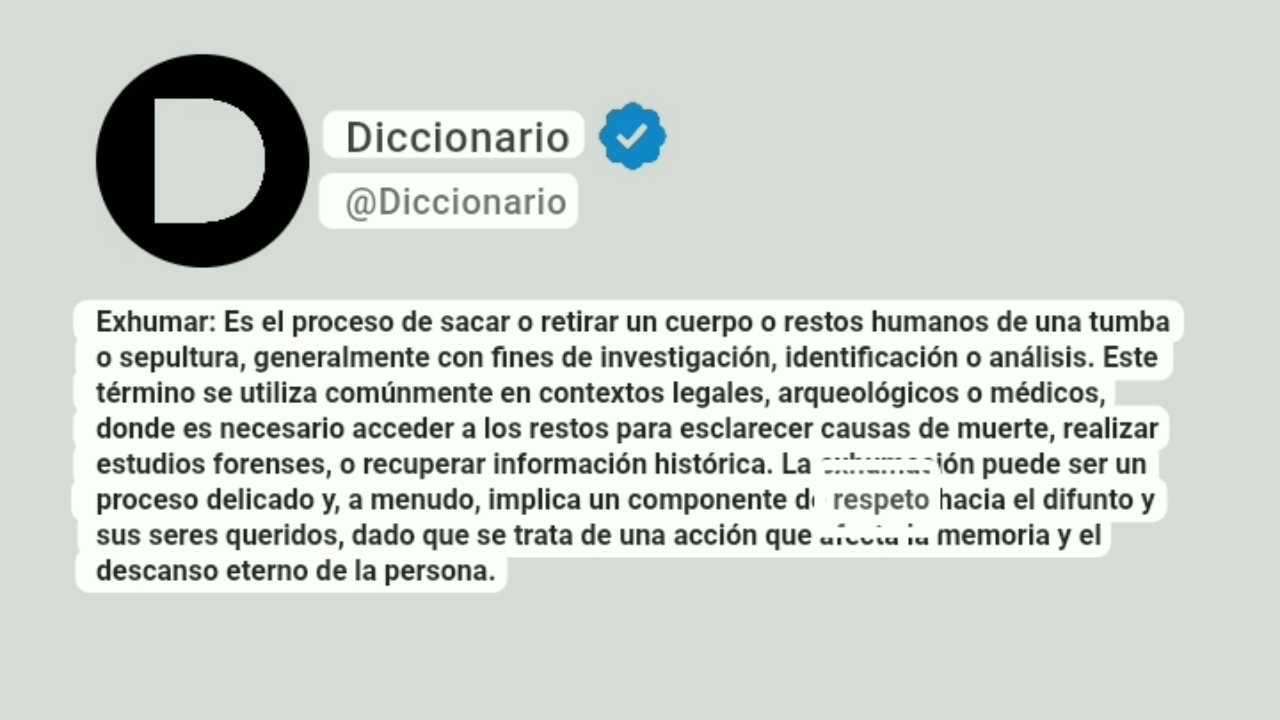 D
Diccionario
@Diccionario
Exhumar: Es el proceso de sacar o retirar un cuerpo o restos humanos de una tumba
o sepultura, generalmente con fines de investigación, identificación o análisis. Este
término se utiliza comúnmente en contextos legales, arqueológicos o médicos,
donde es necesario acceder a los restos para esclarecer causas de muerte, realizar
estudios forenses, o recuperar información histórica. La exhumación puede ser un
proceso delicado y, a menudo, implica un componente de respeto hacia el difunto y
sus seres queridos, dado que se trata de una acción que afecta la memoria y el
descanso eterno de la persona.